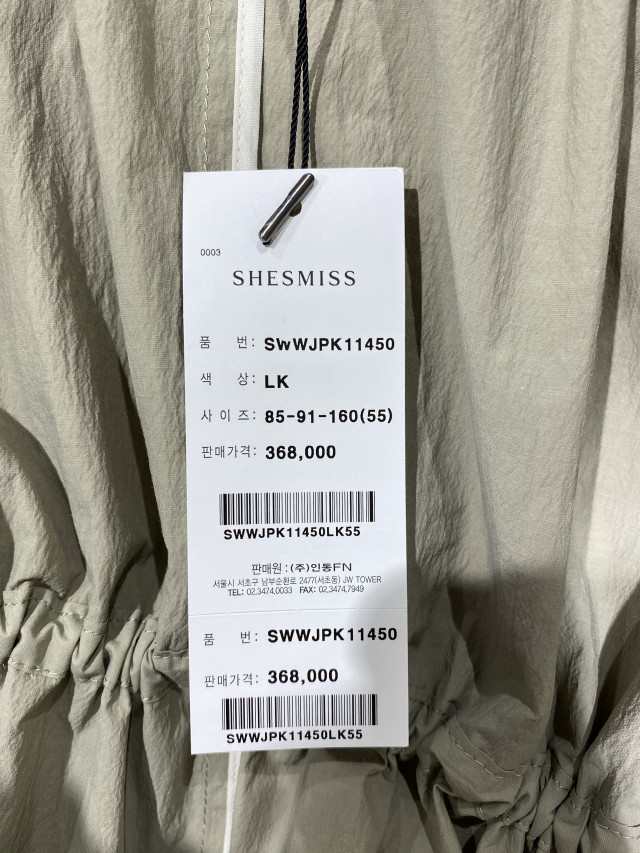 0003
SHESMISS
품 번: SWWJPK11450
색 상: LK
사이즈: 85-91-160(55)
판매가격: 368,000
SWWJPK11450LK55
판매원 : (주)인동FN
서울시 서초구 남부순환로 2477(서초동) JW TOWER
TEL: 02.3474.0033 FAX: 02.3474.7949
품 번: SWWJPK11450
판매가격: 368,000
SWWJPK11450LK55